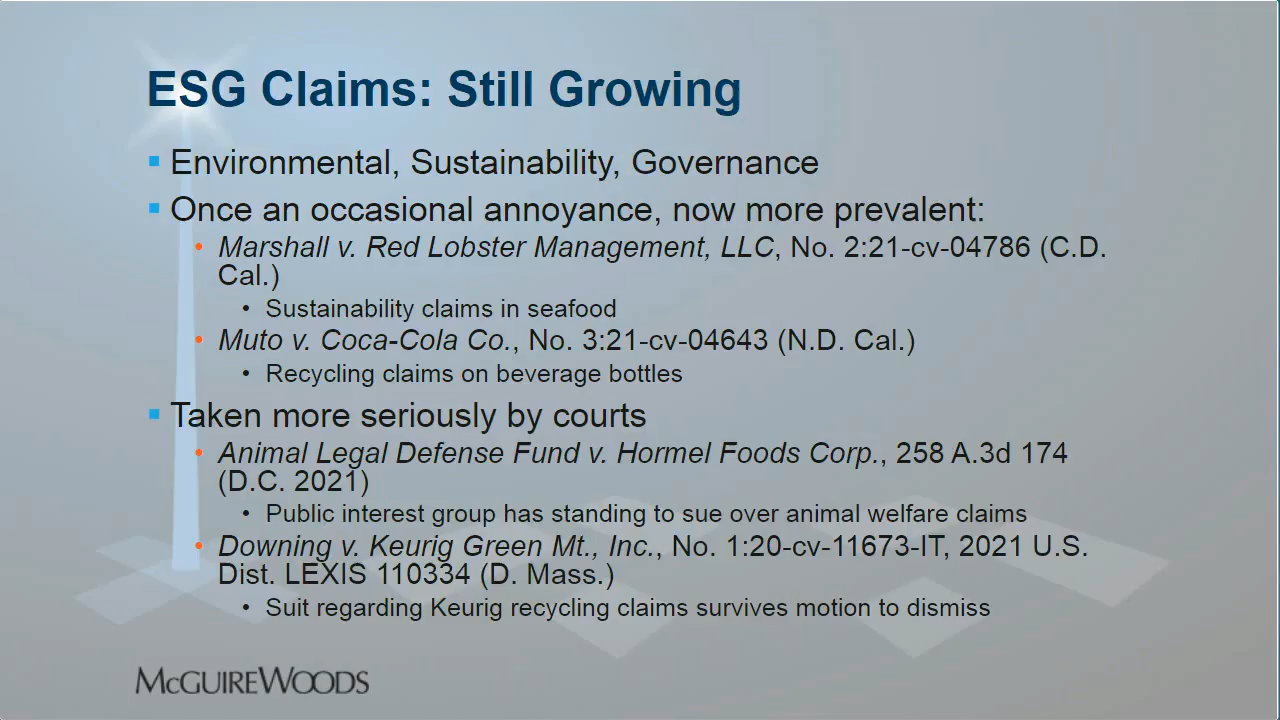 ESG Claims: Still Growing
Environmental, Sustainability, Governance
Once an occasional annoyance, now more prevalent:
Marshall v. Red Lobster Management, LLC, No. 2:21-cv-04786 (C.D.
Cal.)
Sustainability claims in seafood
Muto v. Coca-Cola Co., No. 3:21-cv-04643 (N.D. Cal.)
Recycling claims on beverage bottles
Taken more seriously by courts
Animal Legal Defense Fund v. Hormel Foods Corp., 258 A.3d 174
(D.C. 2021)
Public interest group has standing to sue over animal welfare claims
Downing v. Keurig Green Mt., Inc., No. 1:20-cv-11673-IT, 2021 U.S.
Dist. LEXIS 110334 (D. Mass.)
Suit regarding Keurig recycling claims survives motion to dismiss
MCGUIREWOODS